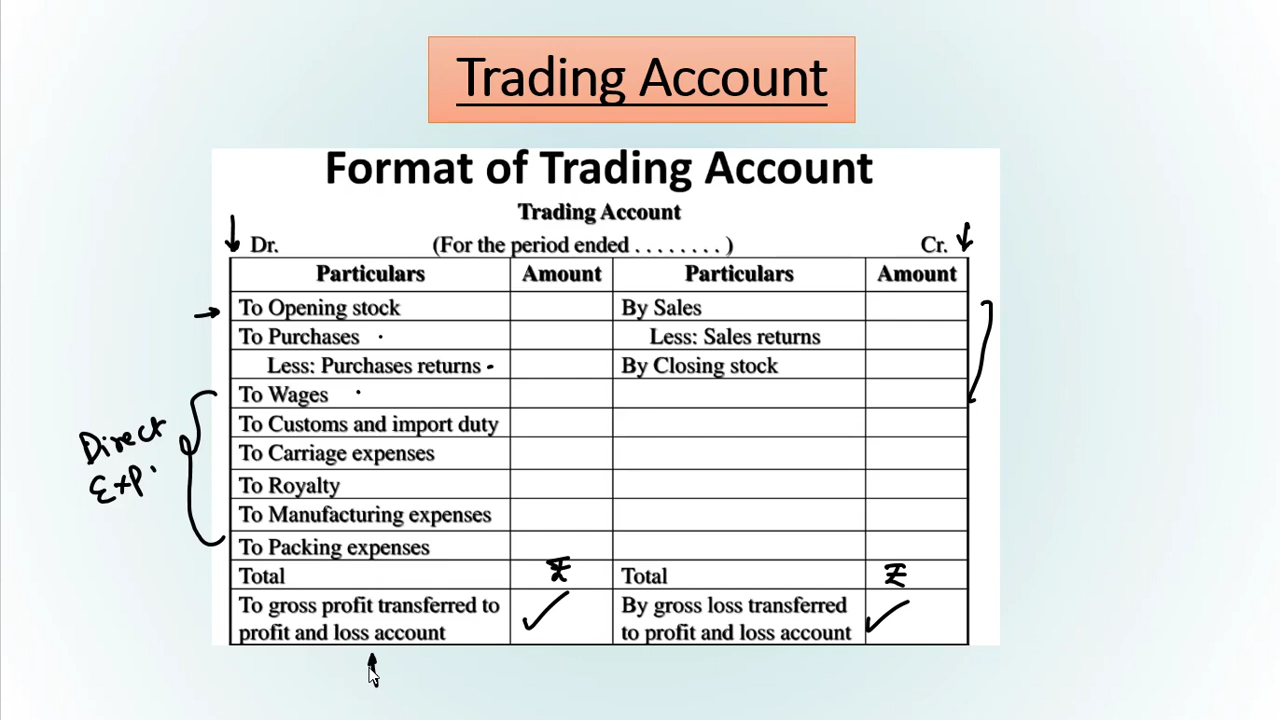 Trading Account
Format of Trading Account
Trading Account
Dr. (For the period ended . . . . . . . . ) Cr.
Particulars Amount Particulars Amount
To Opening stock By Sales
To Purchases Less: Sales returns
Less: Purchases returns By Closing stock
To Wages
To Customs and import duty
To Carriage expenses
To Royalty
To Manufacturing expenses
To Packing expenses
Direct
Exp.
Total Total
To gross profit transferred to By gross loss transferred
profit and loss account to profit and loss account